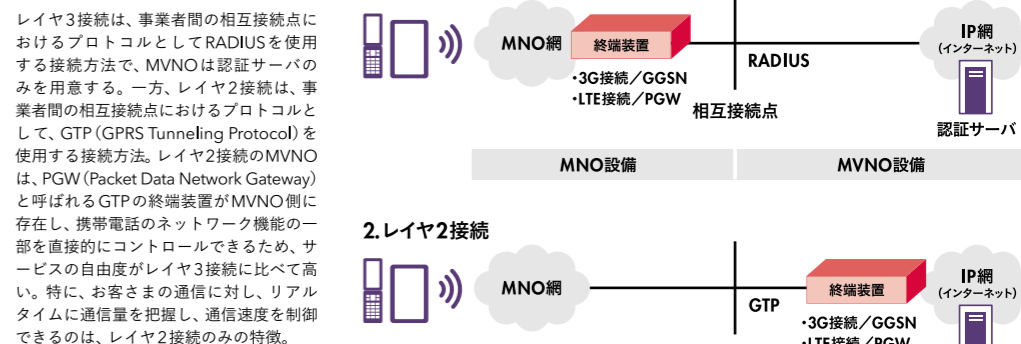 レイヤ3接続は、事業者間の相互接続点に
おけるプロトコルとしてRADIUSを使用
する接続方法で、MVNOは認証サーバの
みを用意する。一方、レイヤ2接続は、事
業者間の相互接続点におけるプロトコルと
して、GTP(GPRS Tunneling Protocol)を
使用する接続方法。レイヤ2接続のMVNO
は、PGW(Packet Data Network Gateway)
と呼ばれるGTPの終端装置がMVNO側に
存在し、携帯電話のネットワーク機能の一
部を直接的にコントロールできるため、サ
ービスの自由度がレイヤ3接続に比べて高
い。特に、お客さまの通信に対し、リアル
タイムに通信量を把握し、通信速度を制御
できるのは、レイヤ2接続のみの特徴。
MNO網
終端装置
・3G接続/GGSN
・LTE接続/PGW
RADIUS
相互接続点
IP網
(インターネット)
認証サーバ
MNO設備
MVNO設備
2.レイヤ2接続
MNO網
GTP
終端装置
・3G接続/GGSN
・LTE接続/PGW
IP網
(インターネット)